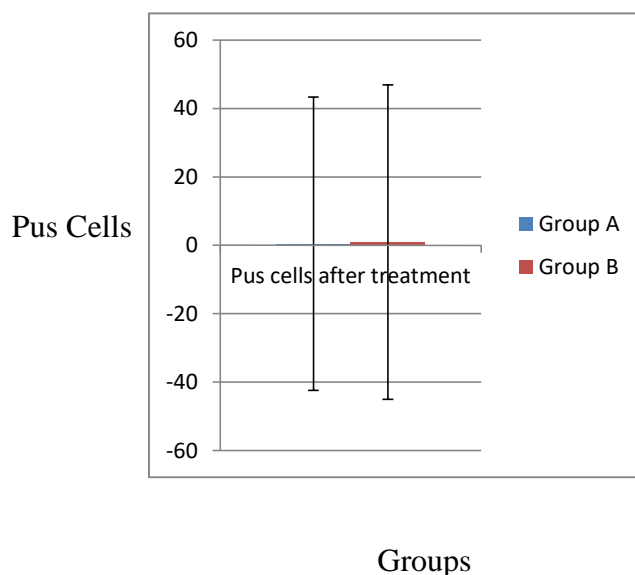 60
40
20
0
-20
-40
-60
Pus Cells
Pus cells after treatment
Group A
Group B
Groups